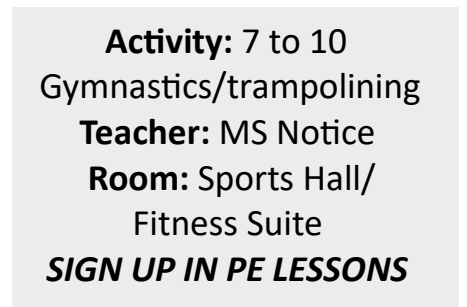 Activity: 7 to 10
Gymnastics/trampolining
Teacher: MS Notice
Room: Sports Hall/
Fitness Suite
SIGN UP IN PE LESSONS